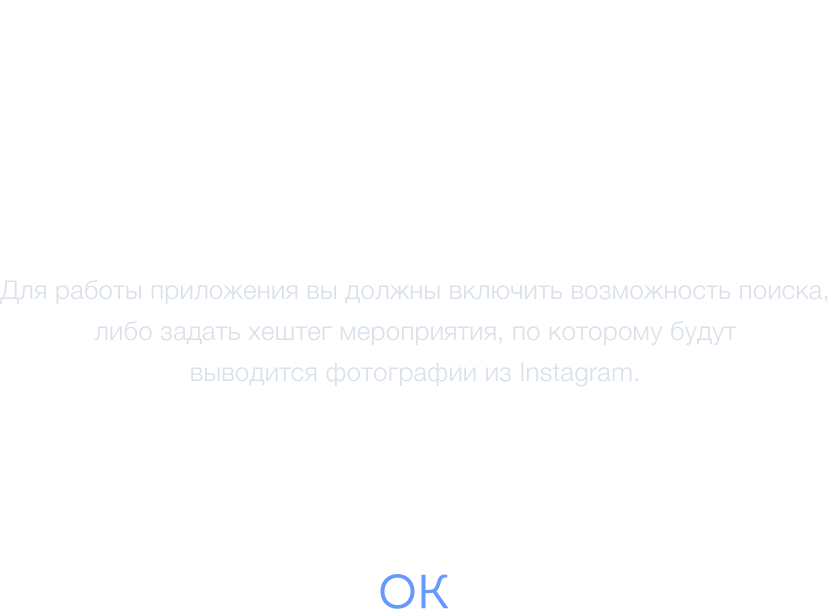 Для работы приложения вы должны включить возможность поиска,
либо задать хештег мероприятия, по которому будут
выводится фотографии из Instagram.
ОК